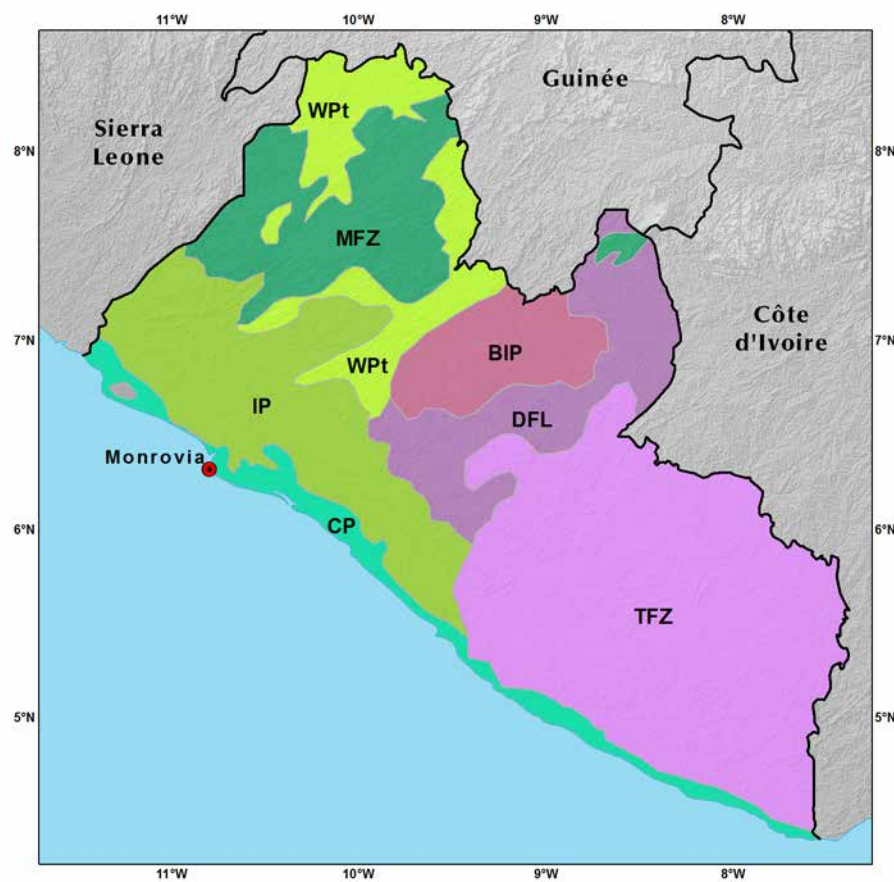 11°W 10°W 9°W 8°W
Guinée
WPt
Sierra
Leone
8°N 8°N
MFZ
Côte
d'Ivoire
7°N 7°N
BIP
WPt
IP
DFL
Monrovia
CP
6°N 6°N
TFZ
5°N 5°N
11°W 10°W 9°W 8°W